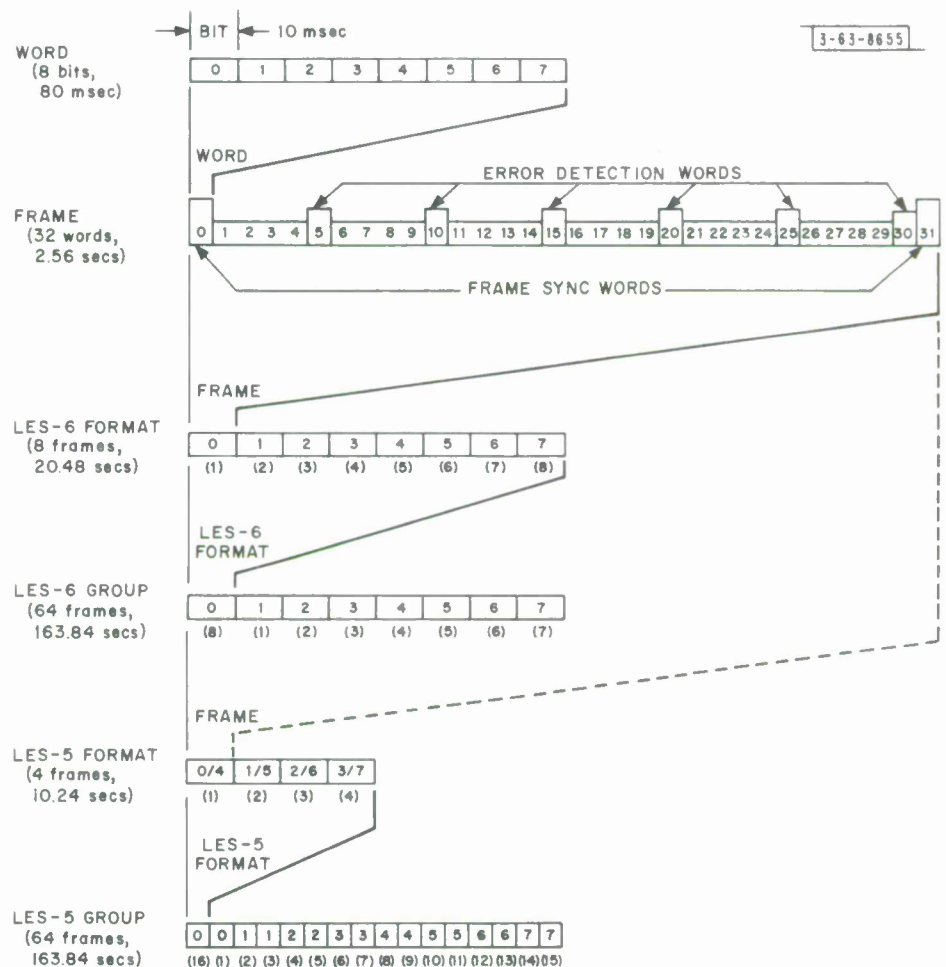 BIT 10 msec
3-63-8655
WORD
(8 bits,
80 msec)
0 1 2 3 4 5 6 7
WORD
ERROR DETECTION WORDS
FRAME
(32 words,
2.56 secs)
0 1 2 3 4 5 6 7 8 9 10 11 12 13 14 15 16 17 18 19 20 21 22 23 24 25 26 27 28 29 30 31
FRAME SYNC WORDS
FRAME
LES-6 FORMAT
(8 frames,
20.48 secs)
0 1 2 3 4 5 6 7
(1) (2) (3) (4) (5) (6) (7) (8)
LES-6
FORMAT
LES-6 GROUP
(64 frames,
163.84 secs)
0 1 2 3 4 5 6 7
(8) (1) (2) (3) (4) (5) (6) (7)
FRAME
LES-5 FORMAT
(4 frames,
10.24 secs)
0/4 1/5 2/6 3/7
(1) (2) (3) (4)
LES-5
FORMAT
LES-5 GROUP
(64 frames,
163.84 secs)
0 0 1 1 2 2 3 3 4 4 5 5 6 6 7 7
(16) (1) (2) (3) (4) (5) (6) (7) (8) (9) (10) (11) (12) (13) (14) (15)